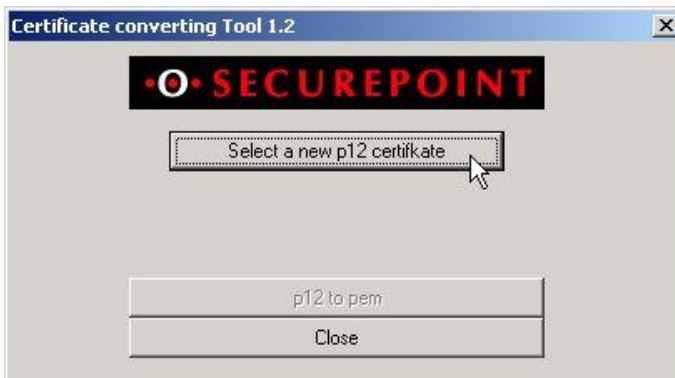 Certificate converting Tool 1.2
SECUREPOINT
Select a new p12 certifkate
p12 to pem
Close